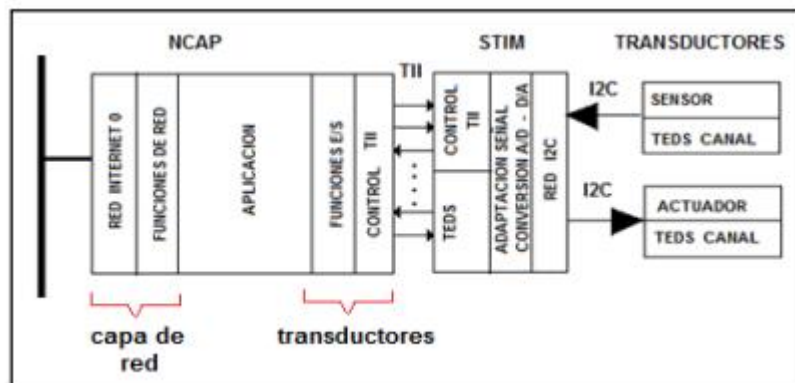 NCAP
STIM
TRANSDUCTORES
TII
RED INTERNET 0
FUNCIONES DE RED
APLICACION
FUNCIONES E/S
CONTROL TII
CONTROL
TII
TEDS
ADAPTACION SEÑAL
CONVERSION A/D - D/A
RED I2C
I2C
SENSOR
TEDS CANAL
I2C
ACTUADOR
TEDS CANAL
capa de
red
transductores